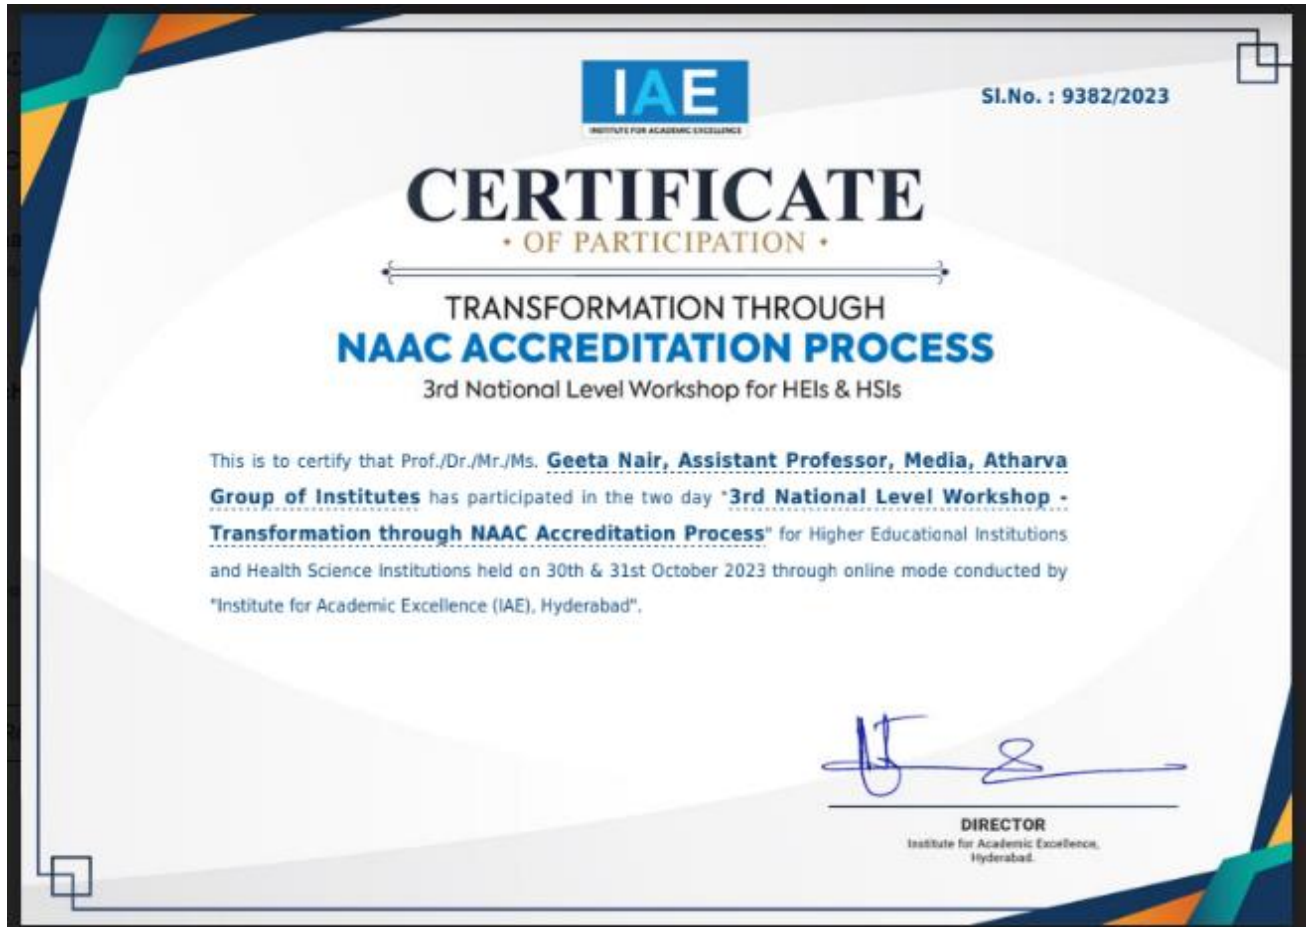 IAE
INSTITUTE FOR ACADEMIC EXCELLENCE
Sl.No. : 9382/2023
CERTIFICATE
• OF PARTICIPATION •
TRANSFORMATION THROUGH
NAAC ACCREDITATION PROCESS
3rd National Level Workshop for HEIs & HSIs
This is to certify that Prof./Dr./Mr./Ms. Geeta Nair, Assistant Professor, Media, Atharva
Group of Institutes has participated in the two day "3rd National Level Workshop -
Transformation through NAAC Accreditation Process" for Higher Educational Institutions
and Health Science Institutions held on 30th & 31st October 2023 through online mode conducted by
"Institute for Academic Excellence (IAE), Hyderabad".
DIRECTOR
Institute for Academic Excellence,
Hyderabad.